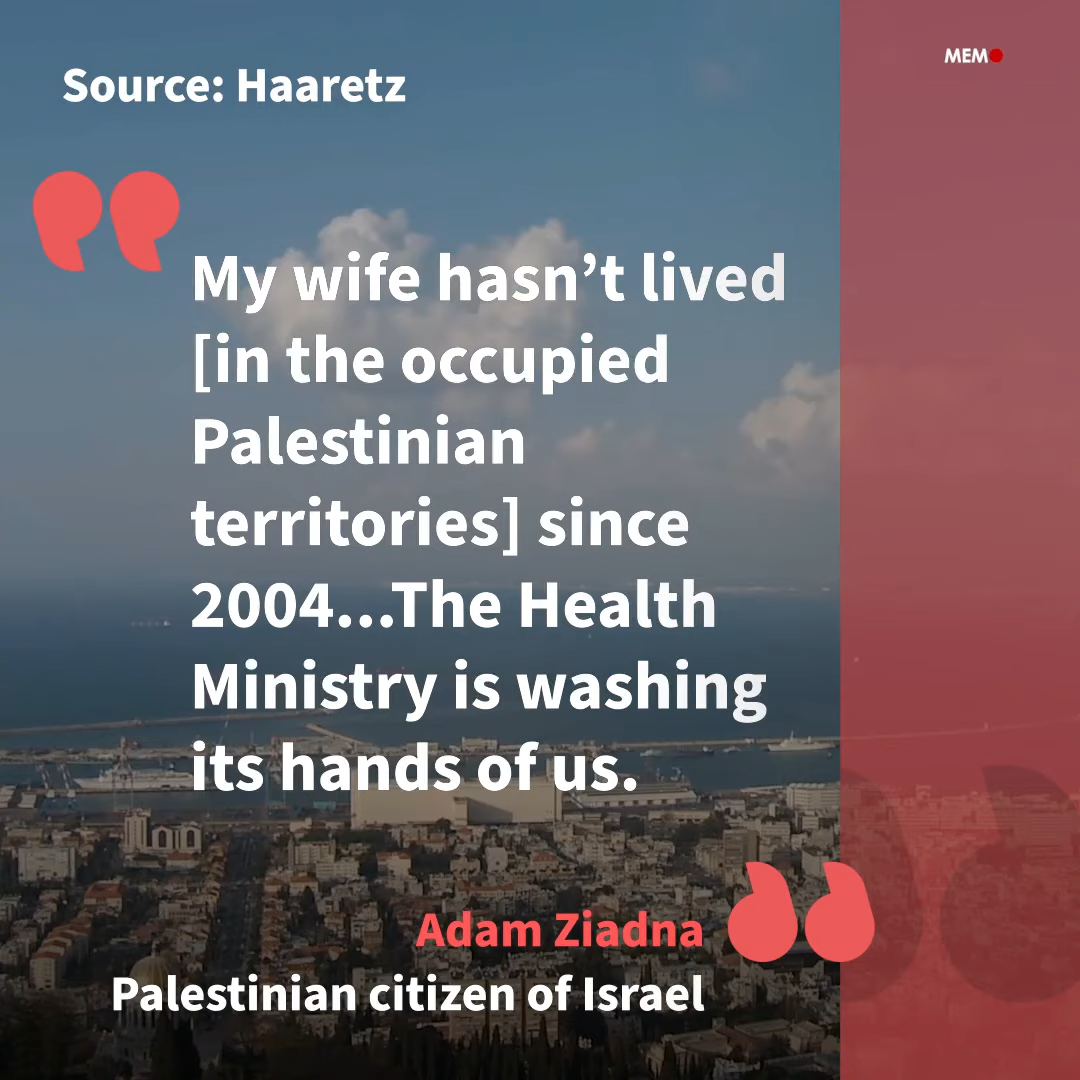 Source: Haaretz
MEM
My wife hasn’t lived
[in the occupied
Palestinian
territories] since
2004...The Health
Ministry is washing
its hands of us.
Adam Ziadna
Palestinian citizen of Israel